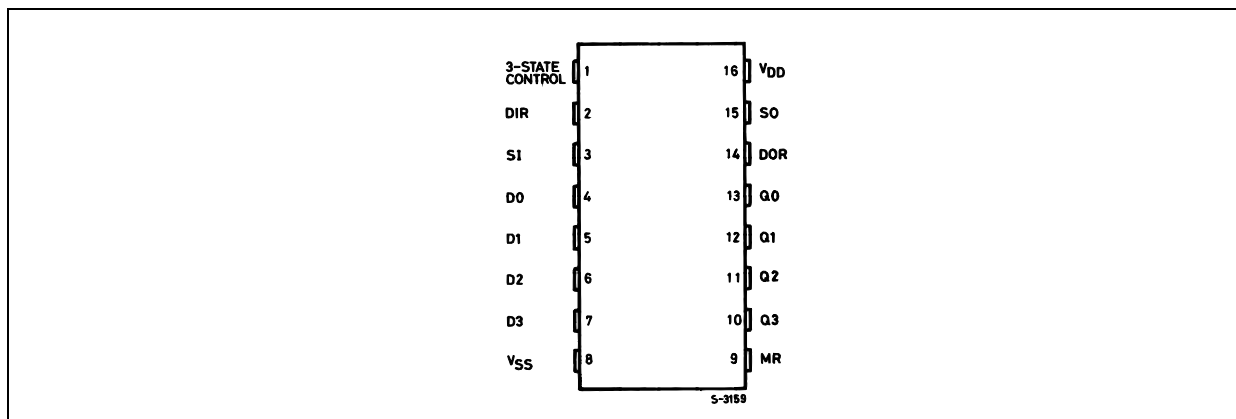 3-STATE
CONTROL 1 16 VDD
DIR 2 15 SO
SI 3 14 DOR
D0 4 13 Q0
D1 5 12 Q1
D2 6 11 Q2
D3 7 10 Q3
VSS 8 9 MR
S-3159